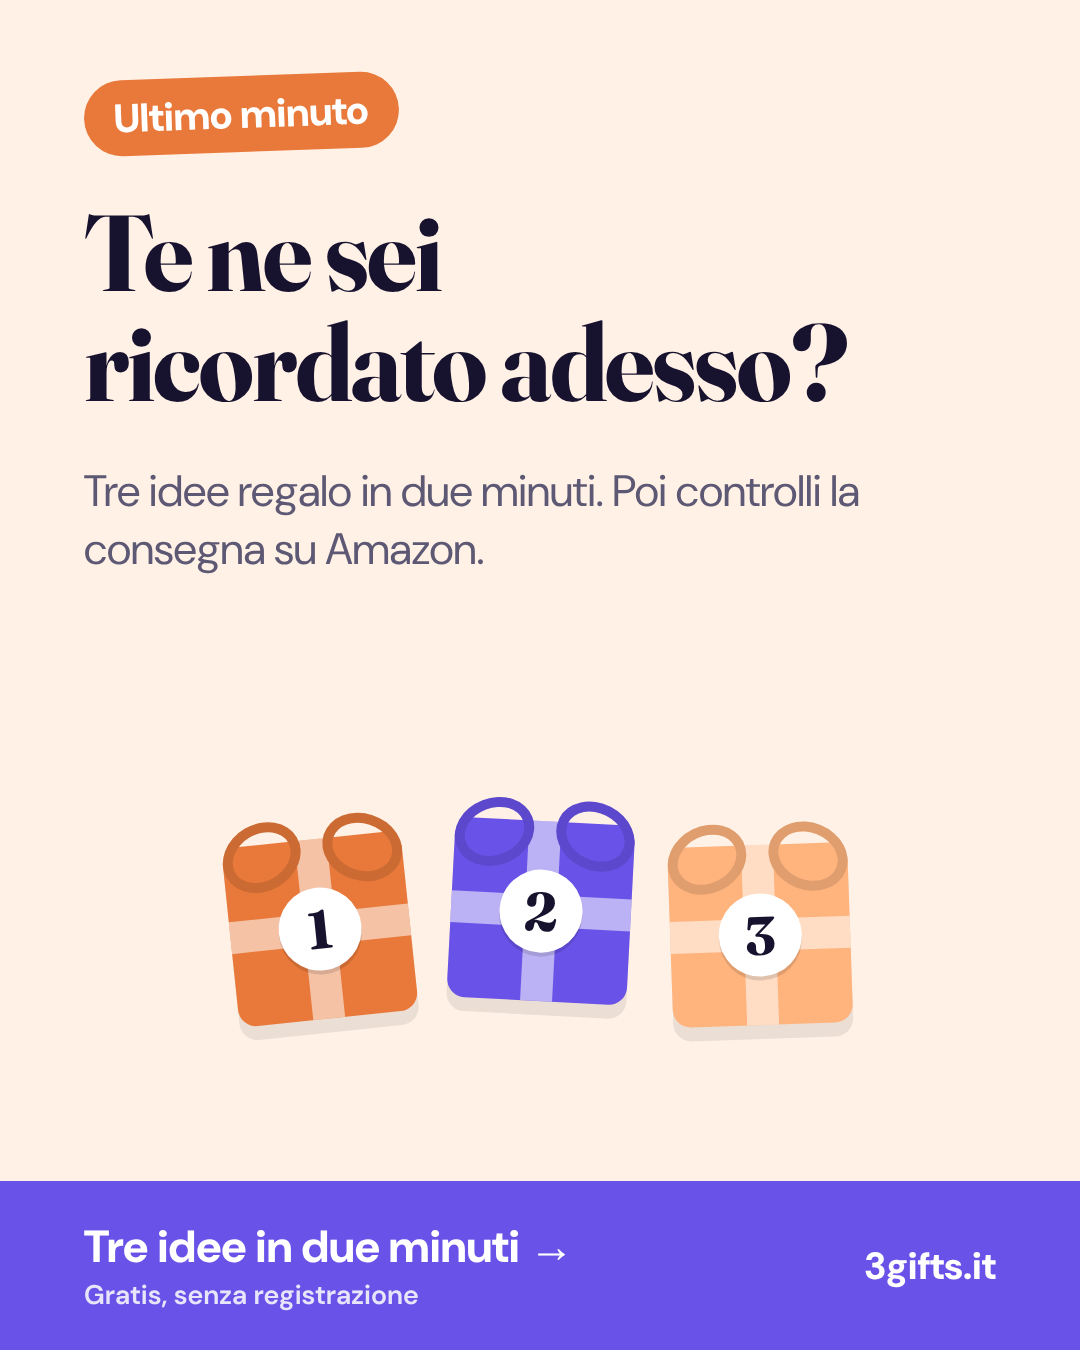 Ultimo minuto
Te ne sei
ricordato adesso?
Tre idee regalo in due minuti. Poi controlli la
consegna su Amazon.
1
2
3
Tre idee in due minuti →
Gratis, senza registrazione
3gifts.it